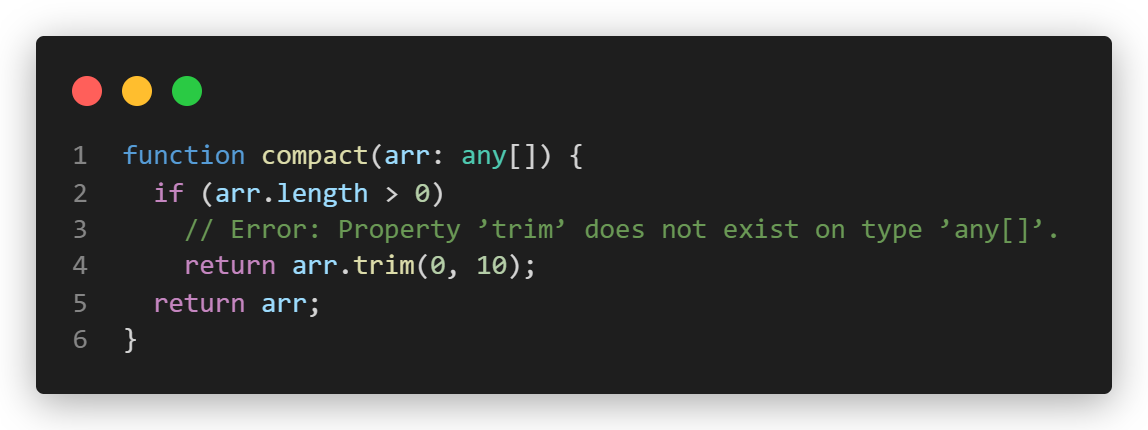 1 function compact(arr: any[]) {
2   if (arr.length > 0)
3     // Error: Property ’trim’ does not exist on type ’any[]’.
4     return arr.trim(0, 10);
5   return arr;
6 }